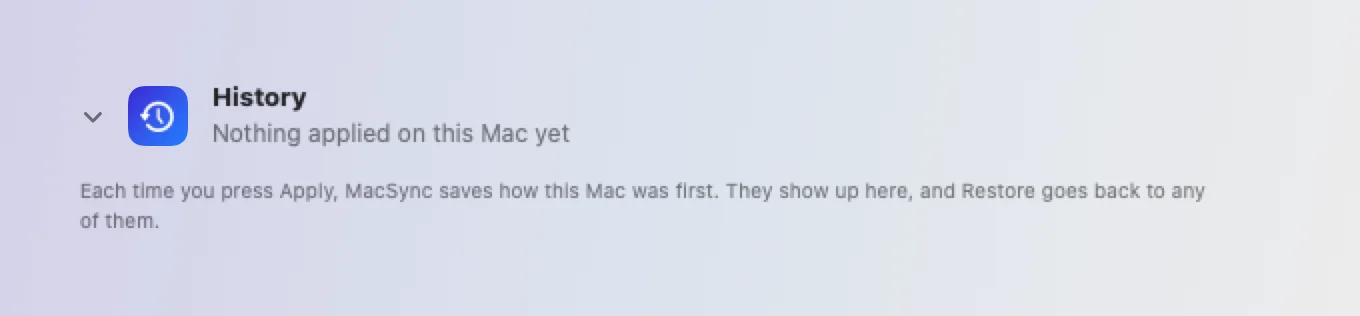 History
Nothing applied on this Mac yet
Each time you press Apply, MacSync saves how this Mac was first. They show up here, and Restore goes back to any
of them.